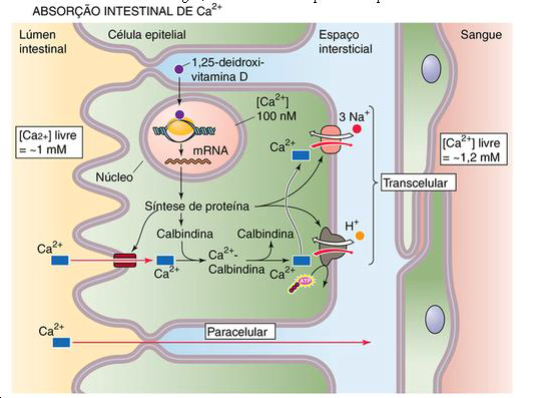 ABSORÇÃO INTESTINAL DE Ca²⁺
Lúmen
intestinal
Célula epitelial
Espaço
intersticial
Sangue
1,25-deidroxi-
vitamina D
[Ca²⁺]
100 nM
3 Na⁺
[Ca2+] livre
= ~1 mM
mRNA
Ca²⁺
[Ca²⁺] livre
= ~1,2 mM
Núcleo
Transcelular
Síntese de proteína
H⁺
Calbindina
Calbindina
Ca²⁺
Ca²⁺-
Calbindina
Ca²⁺
Ca²⁺
ATP
Ca²⁺
Paracelular